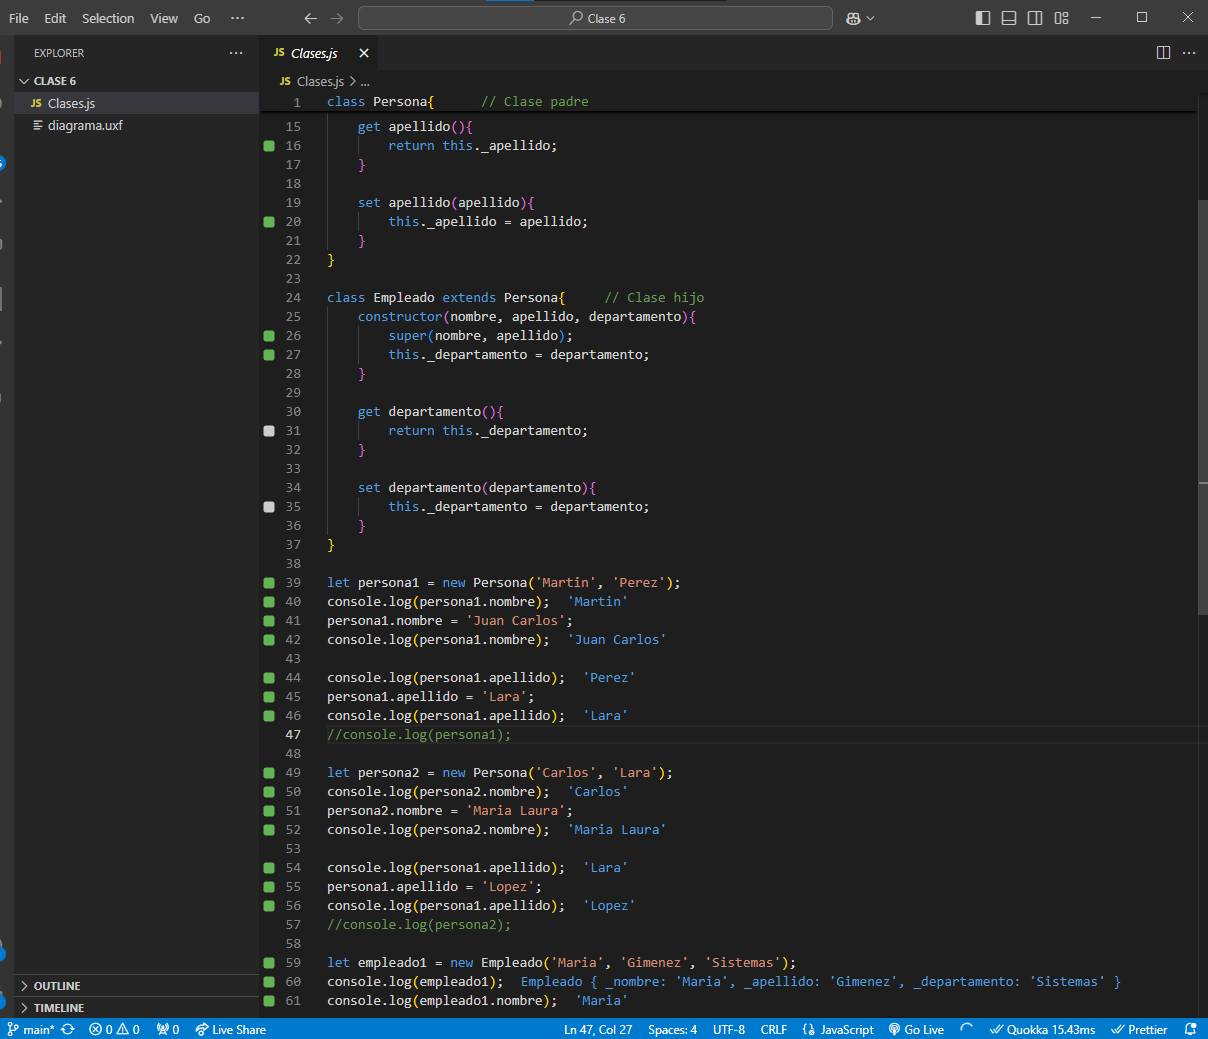 File Edit Selection View Go ··· Clase 6
EXPLORER ···
CLASE 6
JS Clases.js
diagrama.uxf
OUTLINE
TIMELINE
JS Clases.js
JS Clases.js > ...
1 class Persona{ // Clase padre
15 get apellido(){
16 return this._apellido;
17 }
18
19 set apellido(apellido){
20 this._apellido = apellido;
21 }
22 }
23
24 class Empleado extends Persona{ // Clase hijo
25 constructor(nombre, apellido, departamento){
26 super(nombre, apellido);
27 this._departamento = departamento;
28 }
29
30 get departamento(){
31 return this._departamento;
32 }
33
34 set departamento(departamento){
35 this._departamento = departamento;
36 }
37 }
38
39 let persona1 = new Persona('Martin', 'Perez');
40 console.log(persona1.nombre); 'Martin'
41 persona1.nombre = 'Juan Carlos';
42 console.log(persona1.nombre); 'Juan Carlos'
43
44 console.log(persona1.apellido); 'Perez'
45 persona1.apellido = 'Lara';
46 console.log(persona1.apellido); 'Lara'
47 //console.log(persona1);
48
49 let persona2 = new Persona('Carlos', 'Lara');
50 console.log(persona2.nombre); 'Carlos'
51 persona2.nombre = 'Maria Laura';
52 console.log(persona2.nombre); 'Maria Laura'
53
54 console.log(persona1.apellido); 'Lara'
55 persona1.apellido = 'Lopez';
56 console.log(persona1.apellido); 'Lopez'
57 //console.log(persona2);
58
59 let empleado1 = new Empleado('Maria', 'Gimenez', 'Sistemas');
60 console.log(empleado1); Empleado { _nombre: 'Maria', _apellido: 'Gimenez', _departamento: 'Sistemas' }
61 console.log(empleado1.nombre); 'Maria'
main* 0 0 0 Live Share Ln 47, Col 27 Spaces: 4 UTF-8 CRLF JavaScript Go Live Quokka 15.43ms Prettier